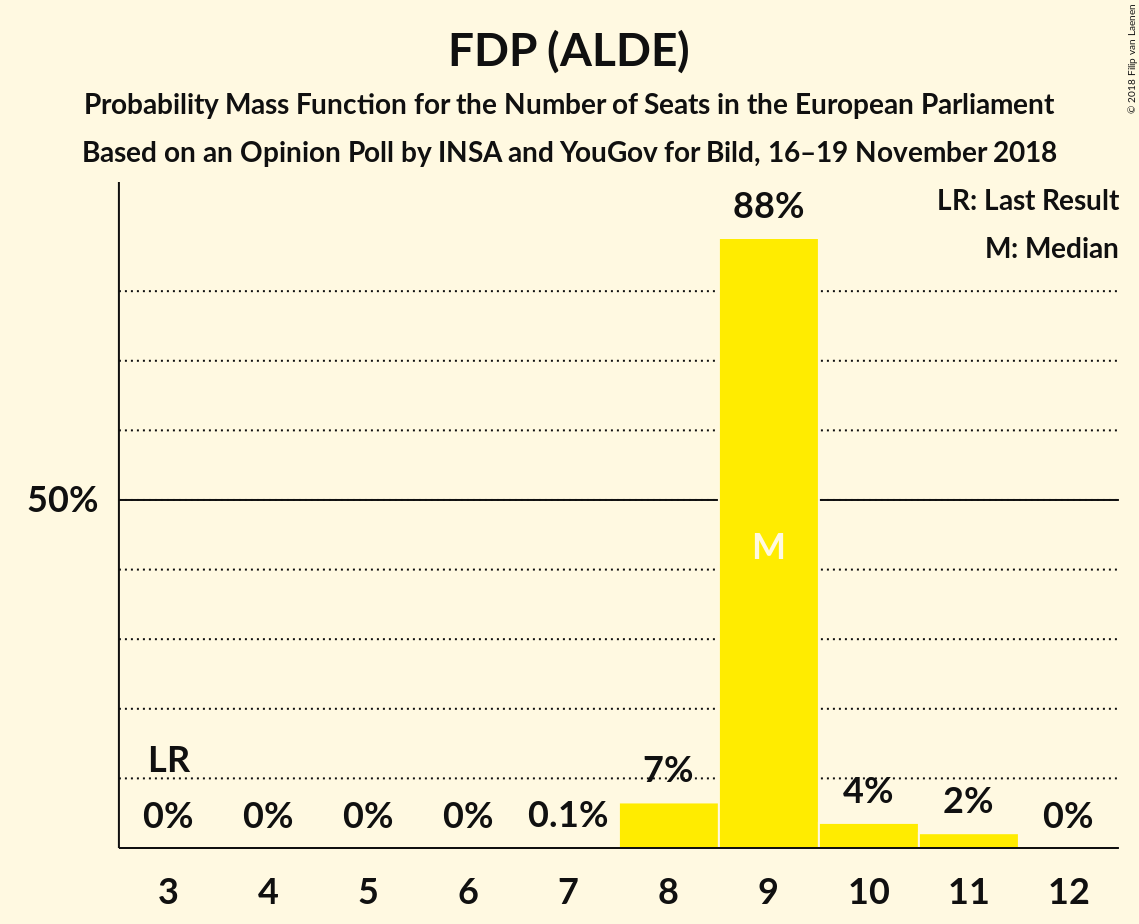 FDP (ALDE)
Probability Mass Function for the Number of Seats in the European Parliament
Based on an Opinion Poll by INSA and YouGov for Bild, 16–19 November 2018
© 2018 Filip van Laenen
LR: Last Result
M: Median
88%
50%
M
LR
0%
0%
0%
0%
0.1%
7%
4%
2%
0%
3 4 5 6 7 8 9 10 11 12